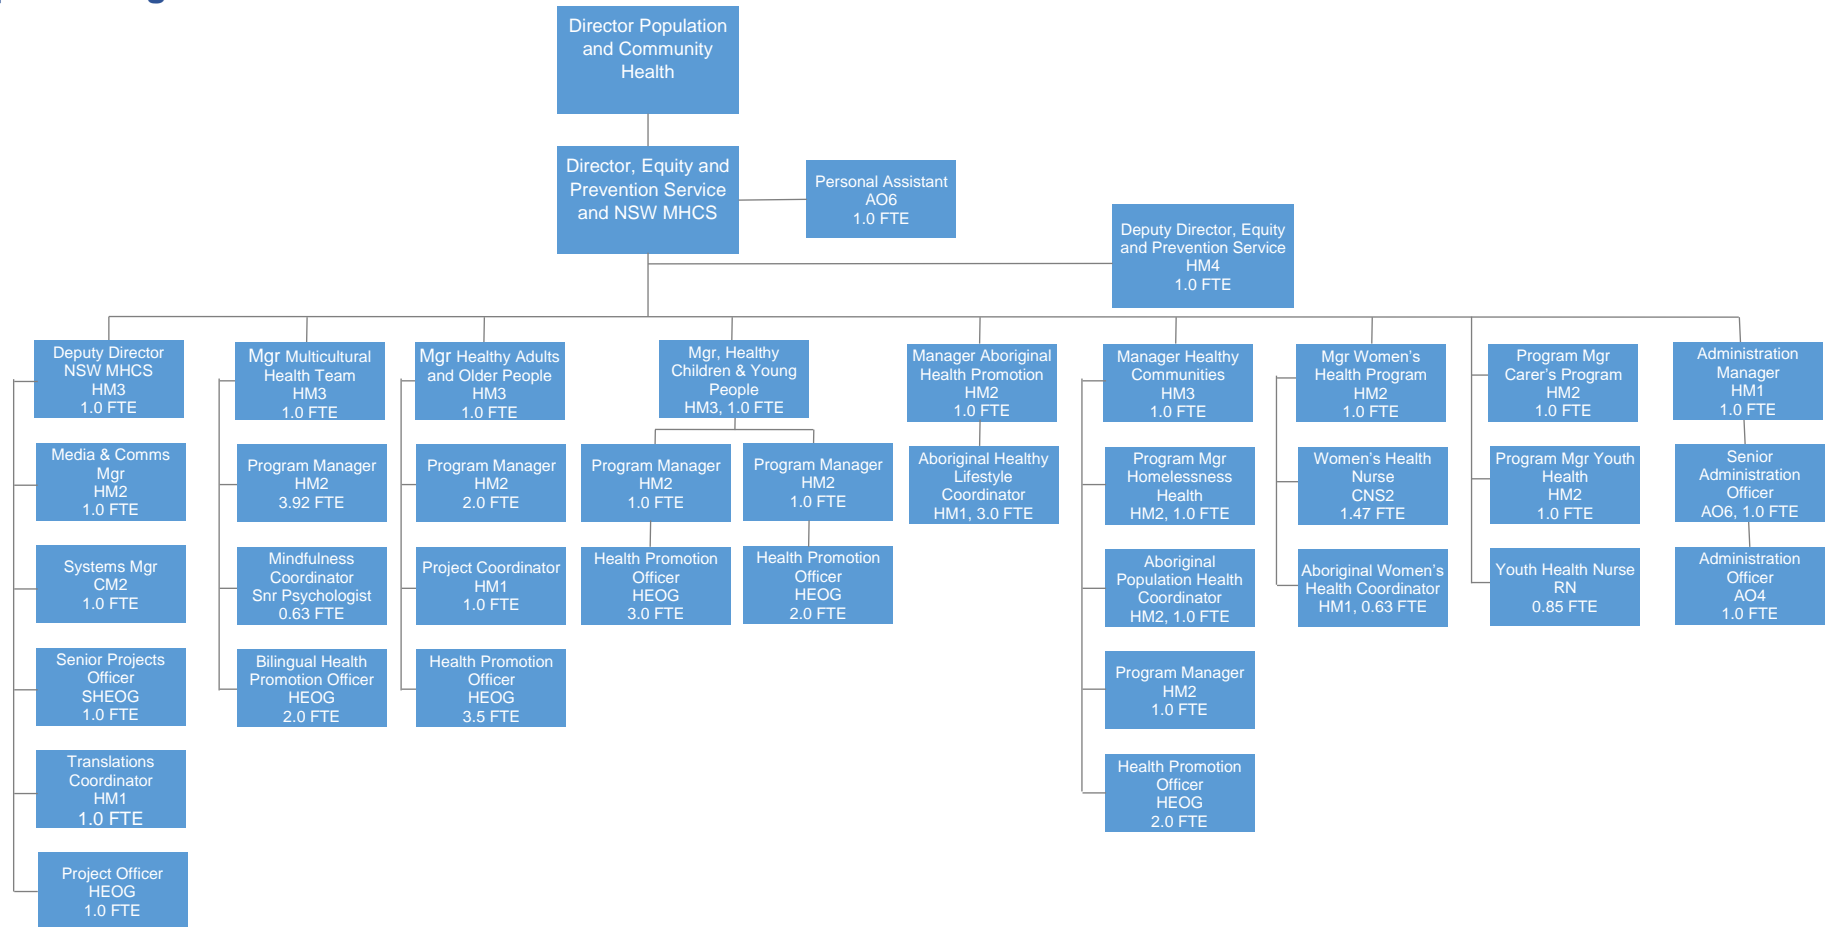 Director Population
and Community
Health
Director, Equity and
Prevention Service
and NSW MHCS
Personal Assistant
AO6
1.0 FTE
Deputy Director, Equity
and Prevention Service
HM4
1.0 FTE
Deputy Director
NSW MHCS
HM3
1.0 FTE
Media & Comms
Mgr
HM2
1.0 FTE
Systems Mgr
CM2
1.0 FTE
Senior Projects
Officer
SHEOG
1.0 FTE
Translations
Coordinator
HM1
1.0 FTE
Project Officer
HEOG
1.0 FTE
Mgr Multicultural
Health Team
HM3
1.0 FTE
Program Manager
HM2
3.92 FTE
Mindfulness
Coordinator
Snr Psychologist
0.63 FTE
Bilingual Health
Promotion Officer
HEOG
2.0 FTE
Mgr Healthy Adults
and Older People
HM3
1.0 FTE
Program Manager
HM2
2.0 FTE
Project Coordinator
HM1
1.0 FTE
Health Promotion
Officer
HEOG
3.5 FTE
Mgr, Healthy
Children & Young
People
HM3, 1.0 FTE
Program Manager
HM2
1.0 FTE
Health Promotion
Officer
HEOG
3.0 FTE
Program Manager
HM2
1.0 FTE
Health Promotion
Officer
HEOG
2.0 FTE
Manager Aboriginal
Health Promotion
HM2
1.0 FTE
Aboriginal Healthy
Lifestyle
Coordinator
HM1, 3.0 FTE
Manager Healthy
Communities
HM3
1.0 FTE
Program Mgr
Homelessness
Health
HM2, 1.0 FTE
Aboriginal
Population Health
Coordinator
HM2, 1.0 FTE
Program Manager
HM2
1.0 FTE
Health Promotion
Officer
HEOG
2.0 FTE
Mgr Women's
Health Program
HM2
1.0 FTE
Women's Health
Nurse
CNS2
1.47 FTE
Aboriginal Women's
Health Coordinator
HM1, 0.63 FTE
Program Mgr
Carer's Program
HM2
1.0 FTE
Program Mgr Youth
Health
HM2
1.0 FTE
Youth Health Nurse
RN
0.85 FTE
Administration
Manager
HM1
1.0 FTE
Senior
Administration
Officer
AO6, 1.0 FTE
Administration
Officer
AO4
1.0 FTE